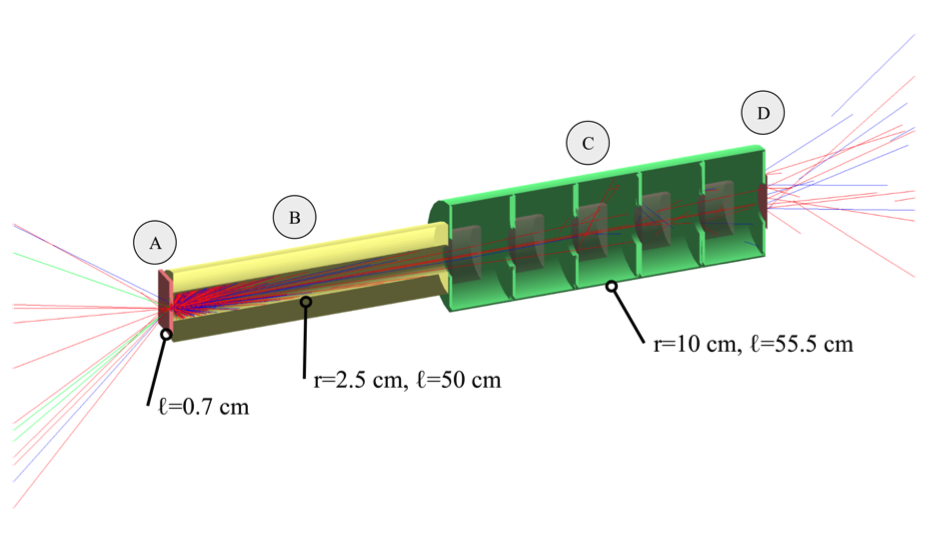 D
C
B
A
r=10 cm, ℓ=55.5 cm
r=2.5 cm, ℓ=50 cm
ℓ=0.7 cm